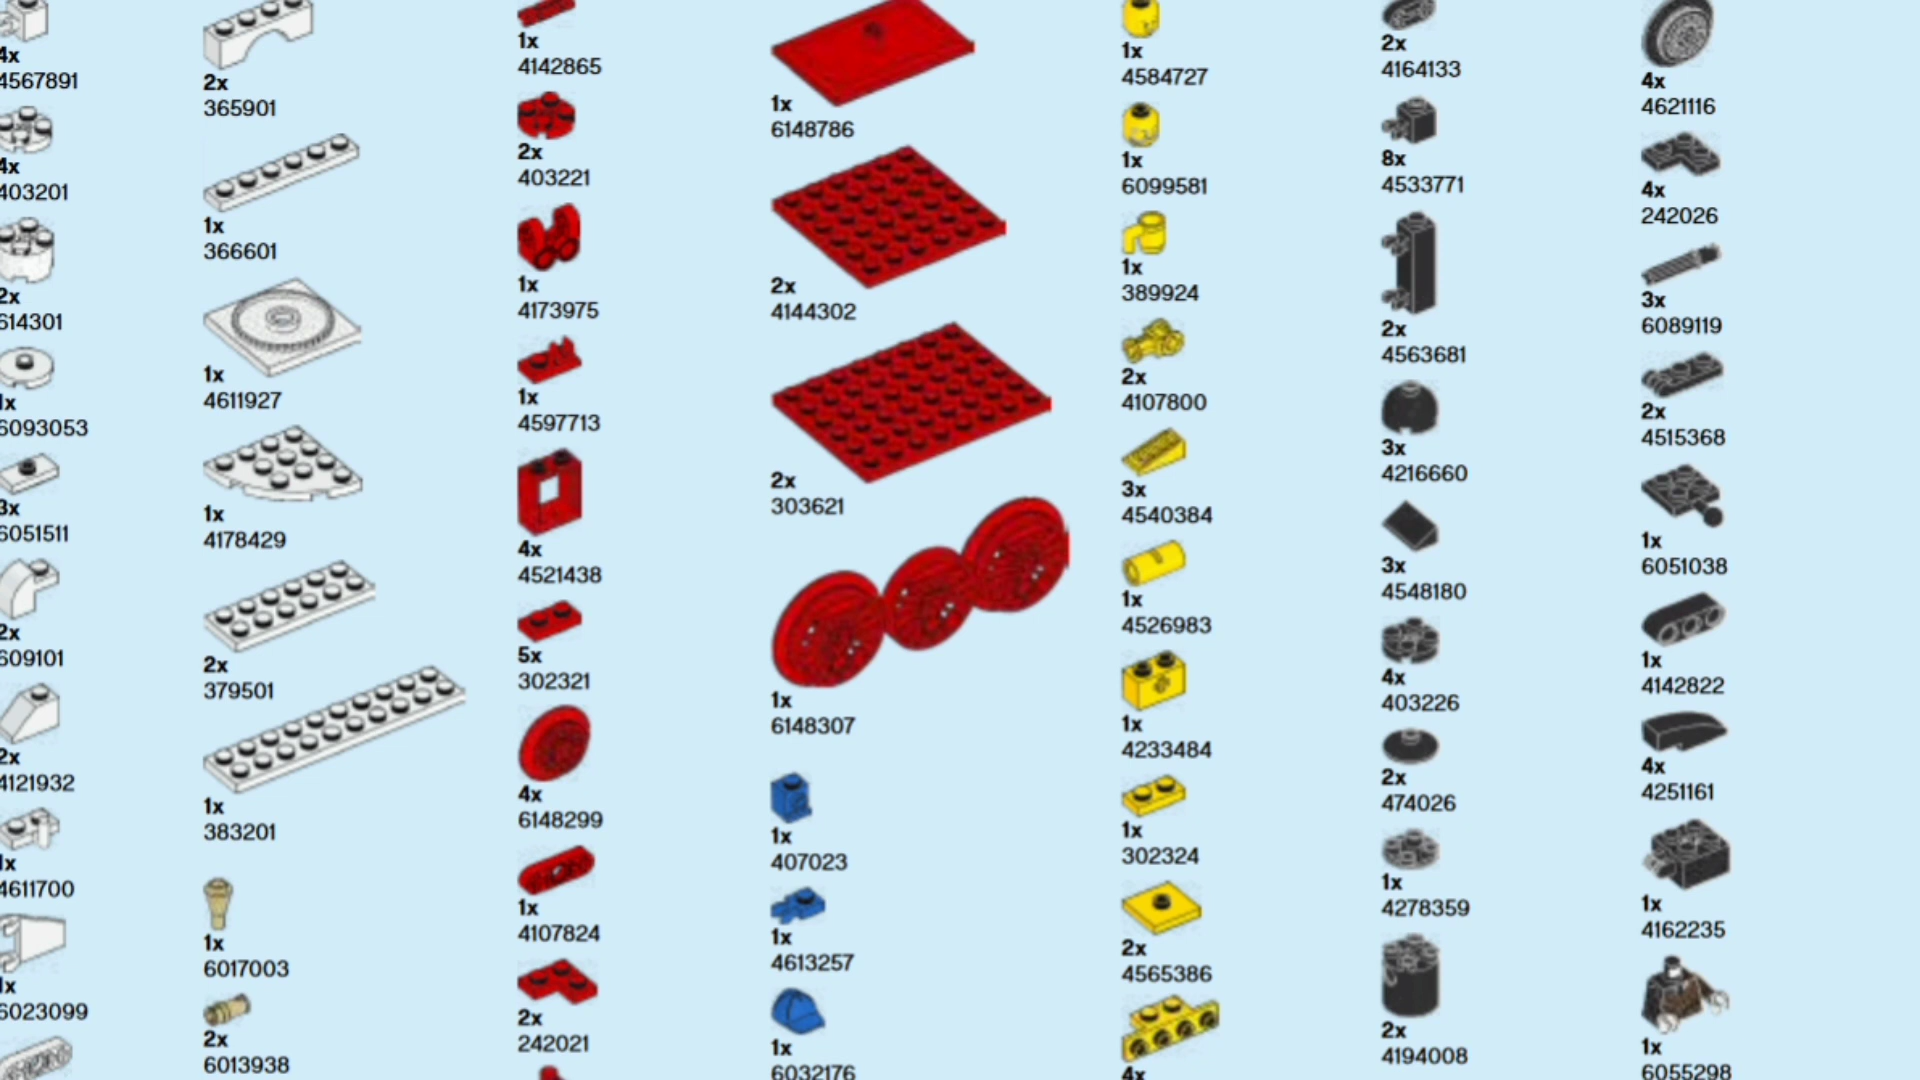 4x
4567891
4x
403201
2x
614301
1x
6093053
3x
6051511
2x
609101
2x
4121932
1x
4611700
1x
6023099
2x
365901
1x
366601
1x
4611927
1x
4178429
2x
379501
1x
383201
1x
6017003
2x
6013938
1x
4142865
2x
403221
1x
4173975
1x
4597713
4x
4521438
5x
302321
4x
6148299
1x
4107824
2x
242021
1x
6148786
2x
4144302
2x
303621
1x
6148307
1x
407023
1x
4613257
1x
6032176
1x
4584727
1x
6099581
1x
389924
2x
4107800
3x
4540384
1x
4526983
1x
4233484
1x
302324
2x
4565386
4x
2x
4164133
8x
4533771
2x
4563681
3x
4216660
3x
4548180
4x
403226
2x
474026
1x
4278359
2x
4194008
4x
4621116
4x
242026
3x
6089119
2x
4515368
1x
6051038
1x
4142822
4x
4251161
1x
4162235
1x
6055298